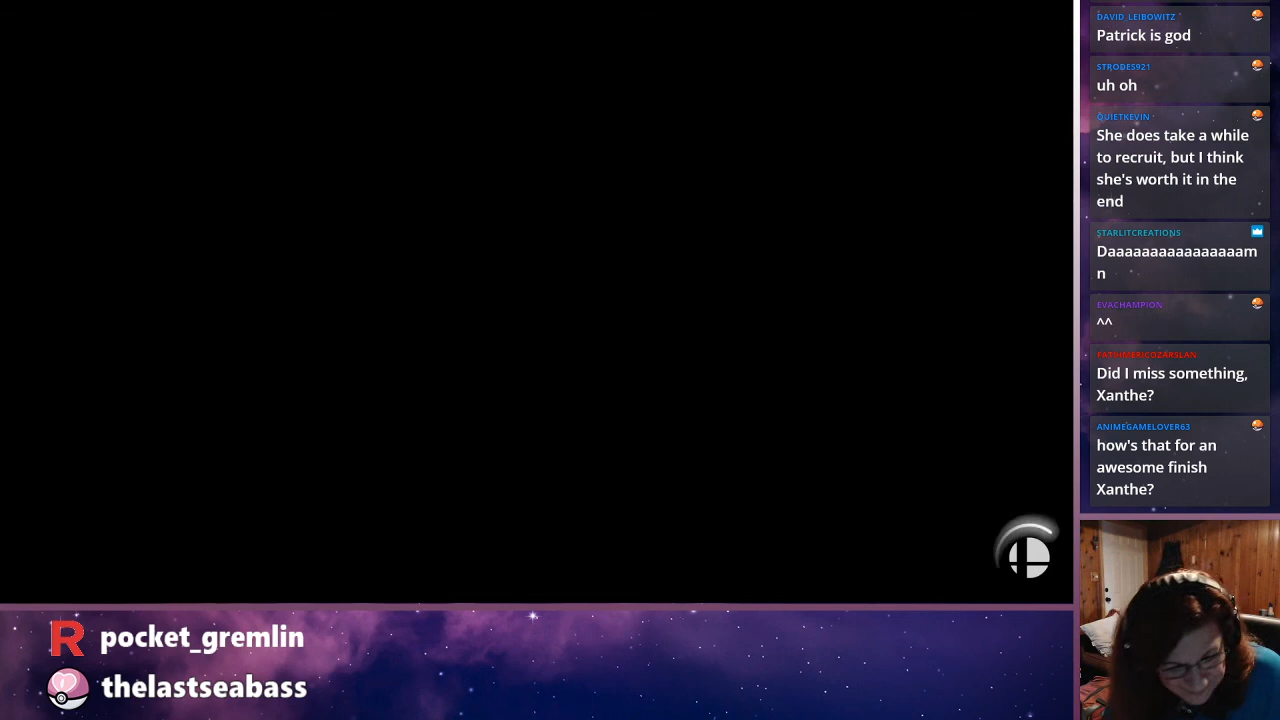 DAVID_LEIBOWITZ
Patrick is god
STROBES921
uh oh
QUIETKEVIN
She does take a while
to recruit, but I think
she's worth it in the
end
STARLITCREATIONS
Daaaaaaaaaaaaaaaam
n
EVACHAMPION
^^
FATIHMERICOZARSLAN
Did I miss something,
Xanthe?
ANIMEGAMELOVER63
how's that for an
awesome finish
Xanthe?
R pocket_gremlin
thelastseabass